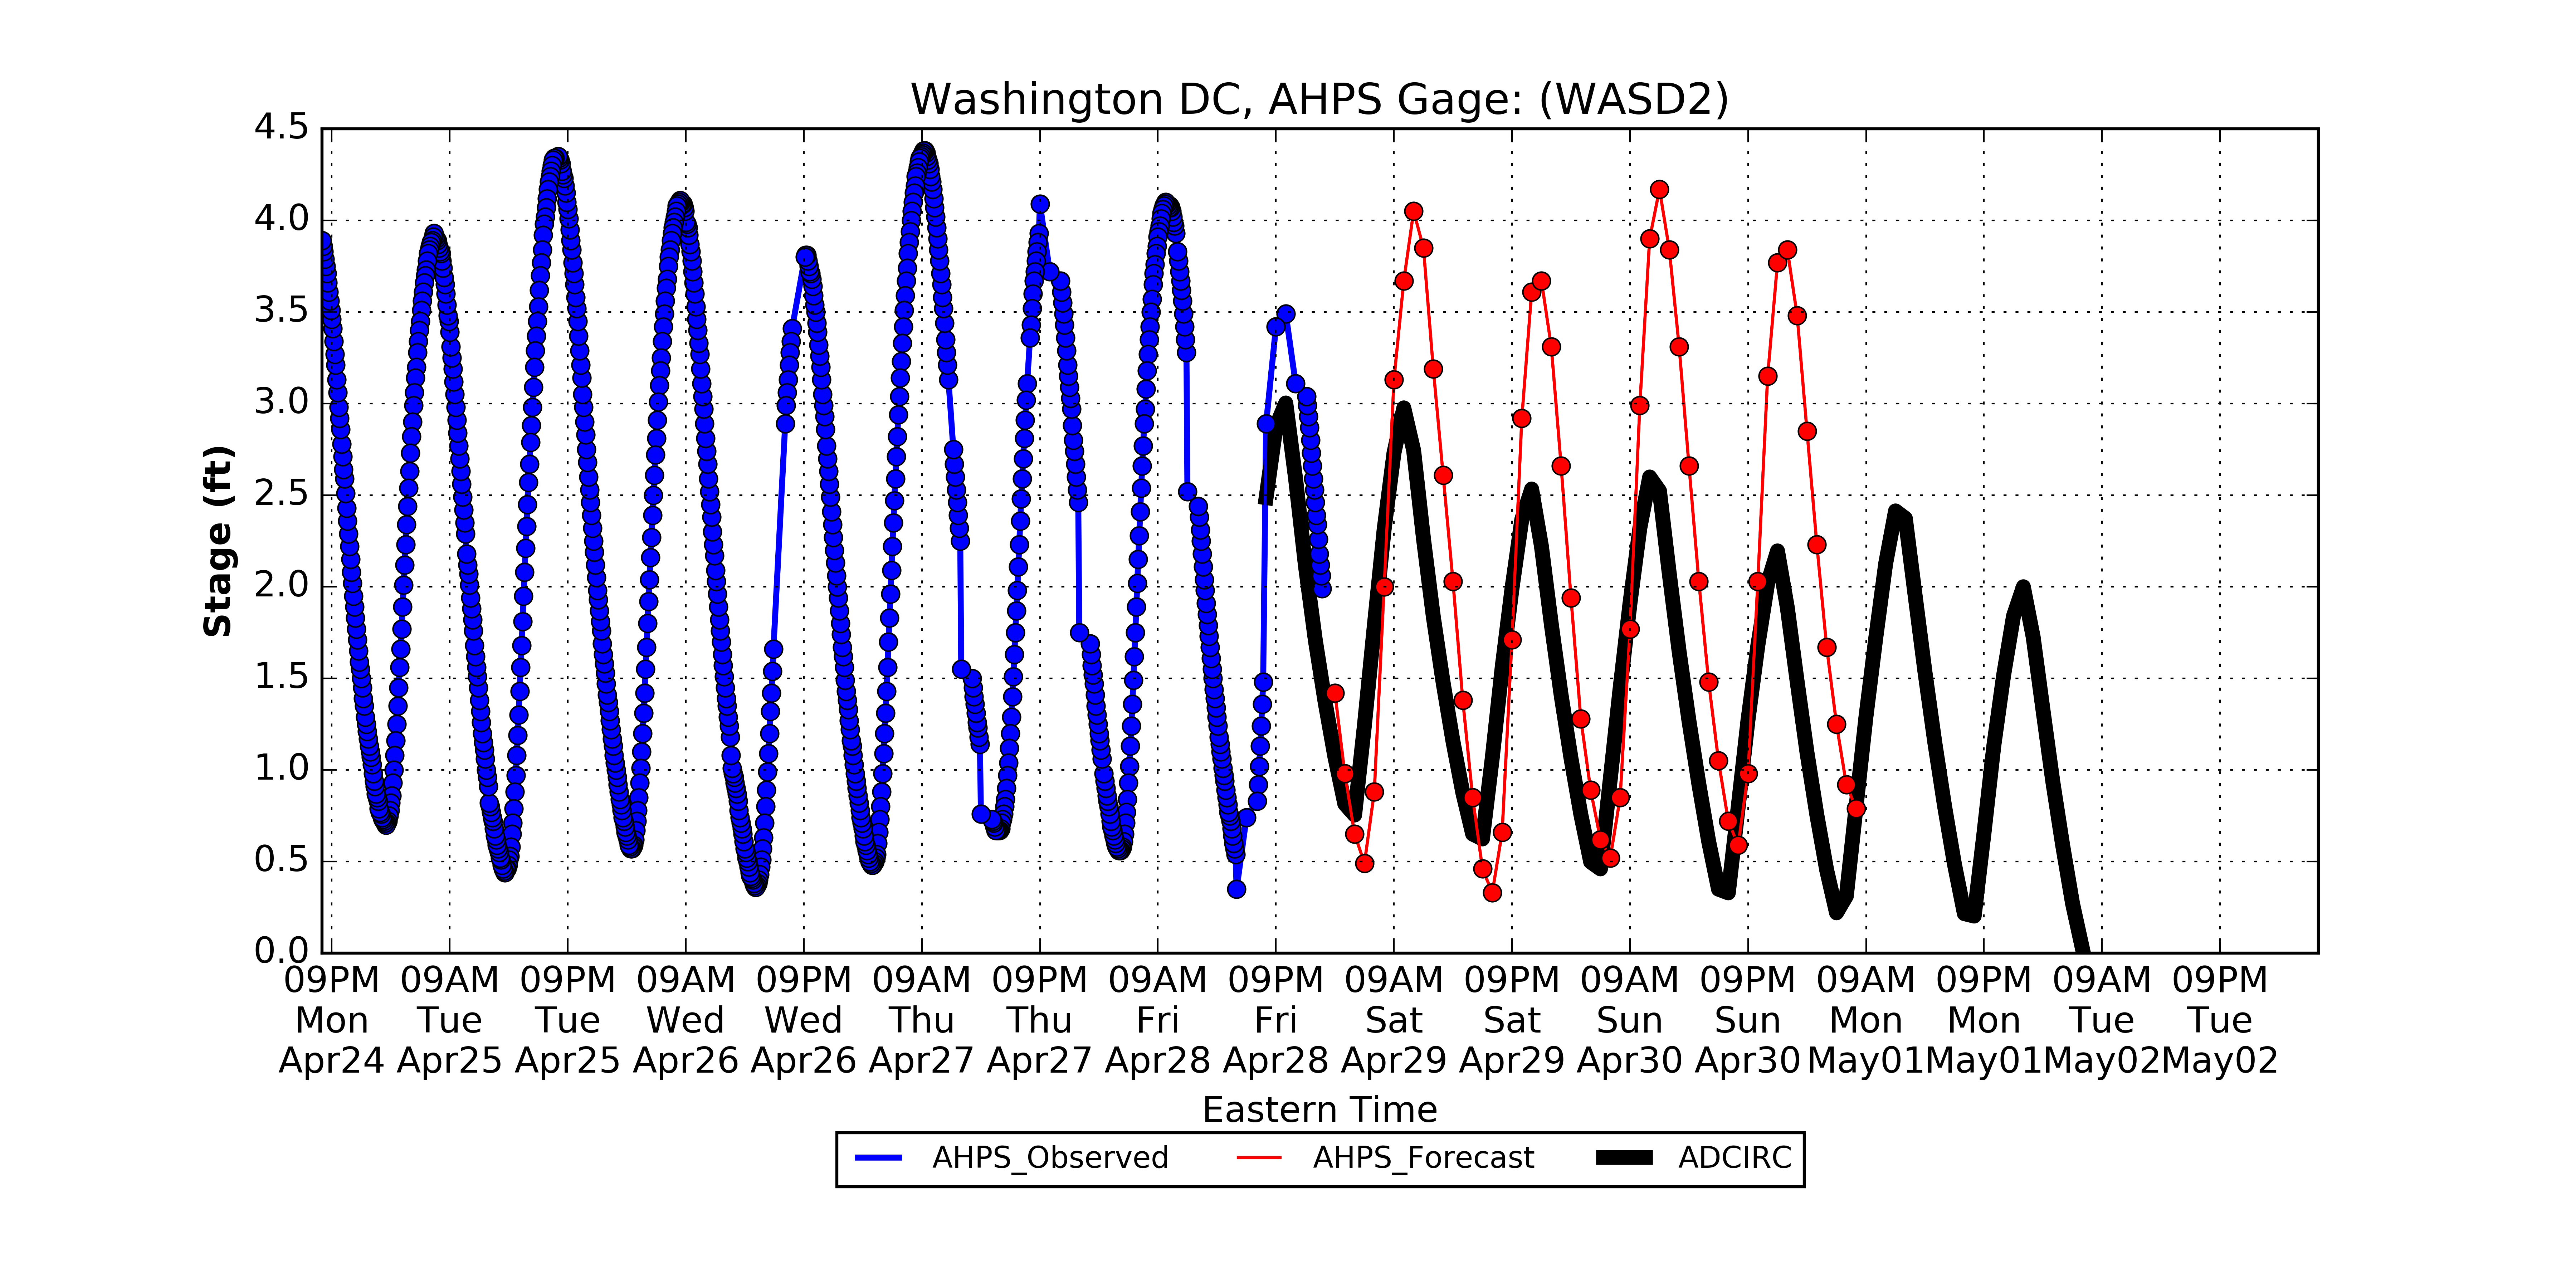 Washington DC, AHPS Gage: (WASD2)
Stage (ft)
4.5
4.0
3.5
3.0
2.5
2.0
1.5
1.0
0.5
0.0
09PM 09AM 09PM 09AM 09PM 09AM 09PM 09AM 09PM 09AM 09PM 09AM 09PM 09AM 09PM 09AM 09PM
Mon Tue Tue Wed Wed Thu Thu Fri Fri Sat Sat Sun Sun Mon Mon Tue Tue
Apr24 Apr25 Apr25 Apr26 Apr26 Apr27 Apr27 Apr28 Apr28 Apr29 Apr29 Apr30 Apr30 May01 May01 May02 May02
Eastern Time
AHPS_Observed AHPS_Forecast ADCIRC